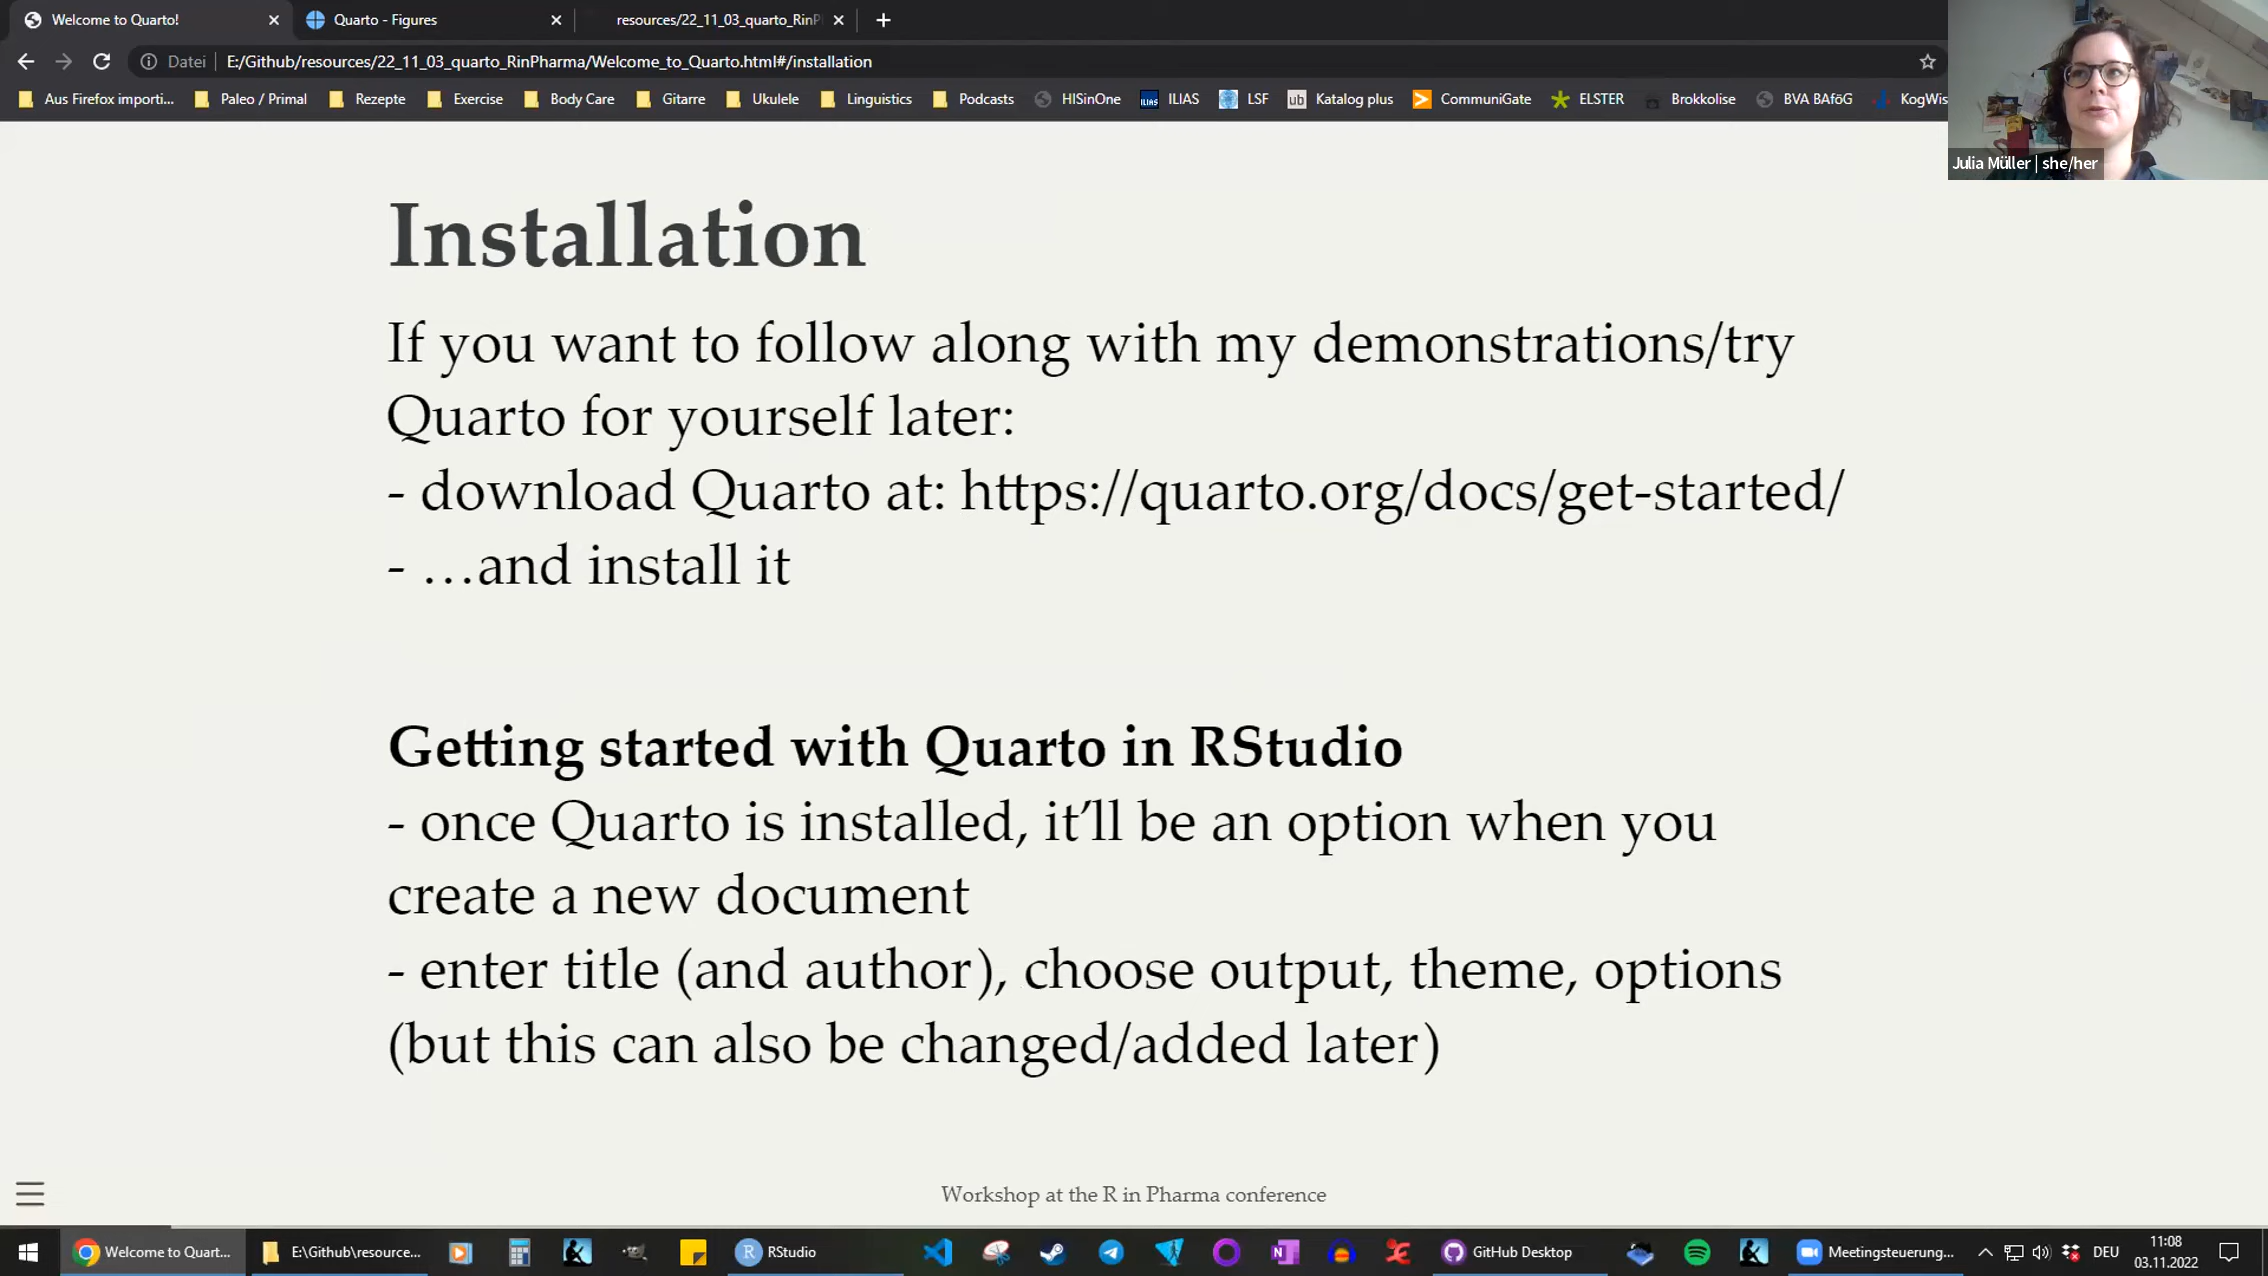 Welcome to Quarto!
Quarto - Figures
resources/22_11_03_quarto_RinP
Datei
E:/Github/resources/22_11_03_quarto_RinPharma/Welcome_to_Quarto.html#/installation
Aus Firefox importi...
Paleo / Primal
Rezepte
Exercise
Body Care
Gitarre
Ukulele
Linguistics
Podcasts
HISinOne
ILIAS
LSF
ub
Katalog plus
CommuniGate
ELSTER
Brokkolise
BVA BAföG
KogWis
Julia Müller | she/her
Installation
If you want to follow along with my demonstrations/try
Quarto for yourself later:
- download Quarto at: https://quarto.org/docs/get-started/
- …and install it
Getting started with Quarto in RStudio
- once Quarto is installed, it’ll be an option when you
create a new document
- enter title (and author), choose output, theme, options
(but this can also be changed/added later)
Workshop at the R in Pharma conference
Welcome to Quart...
E:\Github\resource...
RStudio
GitHub Desktop
Meetingsteuerung...
DEU
11:08
03.11.2022